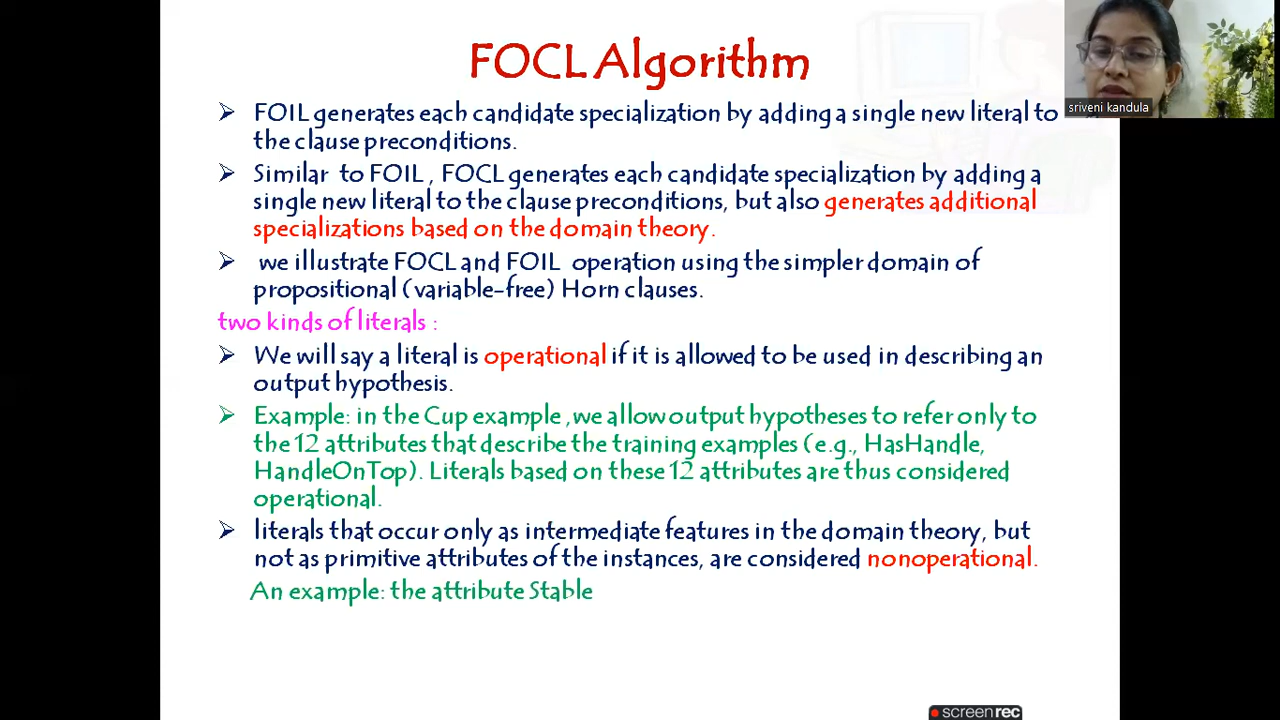 FOCL Algorithm
➢ FOIL generates each candidate specialization by adding a single new literal to
the clause preconditions.
➢ Similar to FOIL , FOCL generates each candidate specialization by adding a
single new literal to the clause preconditions, but also generates additional
specializations based on the domain theory.
➢ we illustrate FOCL and FOIL operation using the simpler domain of
propositional (variable-free) Horn clauses.
two kinds of literals :
➢ We will say a literal is operational if it is allowed to be used in describing an
output hypothesis.
➢ Example: in the Cup example ,we allow output hypotheses to refer only to
the 12 attributes that describe the training examples (e.g., HasHandle,
HandleOnTop). Literals based on these 12 attributes are thus considered
operational.
➢ literals that occur only as intermediate features in the domain theory, but
not as primitive attributes of the instances, are considered nonoperational.
An example: the attribute Stable
sriveni kandula
screenrec